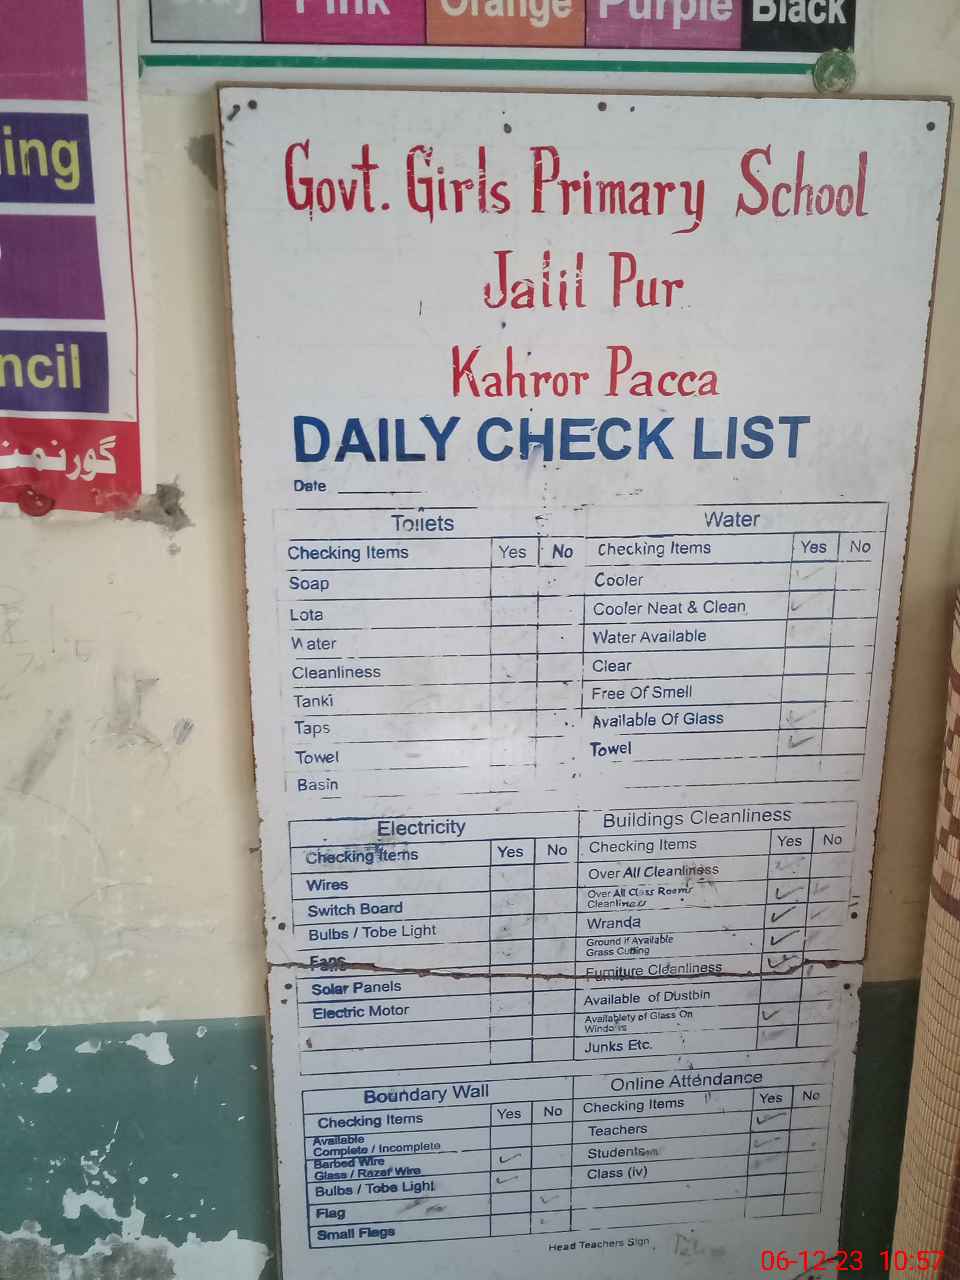 Pink Orange Purple Black
ing
ncil
گورنمن
Govt. Girls Primary School
Jalil Pur
Kahror Pacca
DAILY CHECK LIST
Date
Toilets Water
Checking Items Yes No Checking Items Yes No
Soap Cooler
Lota Cooler Neat & Clean
Water Water Available
Cleanliness Clear
Tanki Free Of Smell
Taps Available Of Glass
Towel Towel
Basin
Electricity Buildings Cleanliness
Checking Items Yes No Checking Items Yes No
Wires Over All Cleanliness
Switch Board Over All Class Rooms
Cleanliness
Bulbs / Tobe Light Wranda
Fans Ground if Available
Grass Cutting
Solar Panels Furniture Cleanliness
Electric Motor Available of Dustbin
Availablety of Glass On
Windows
Junks Etc.
Boundary Wall Online Attendance
Checking Items Yes No Checking Items Yes No
Available
Complete / Incomplete Teachers
Barbed Wire
Glass / Razer Wire Students
Bulbs / Tobe Light Class (iv)
Flag
Small Flags
Head Teachers Sign
06-12-23 10:57